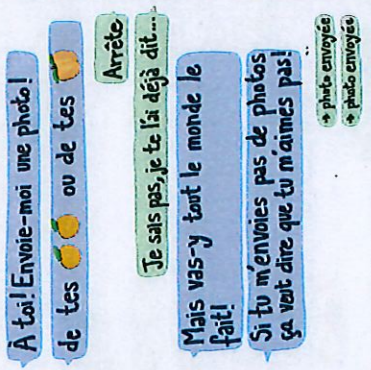 À toi! Envoie-moi une photo!
de tes 🍊🍊 ou de tes 🍑
Arrête
Je sais pas, je te l'ai déjà dit...
Mais vas-y tout le monde le
fait!
Si tu m'envoies pas de photos
ça veut dire que tu m'aimes pas!
→ photo envoyée
→ photo envoyée